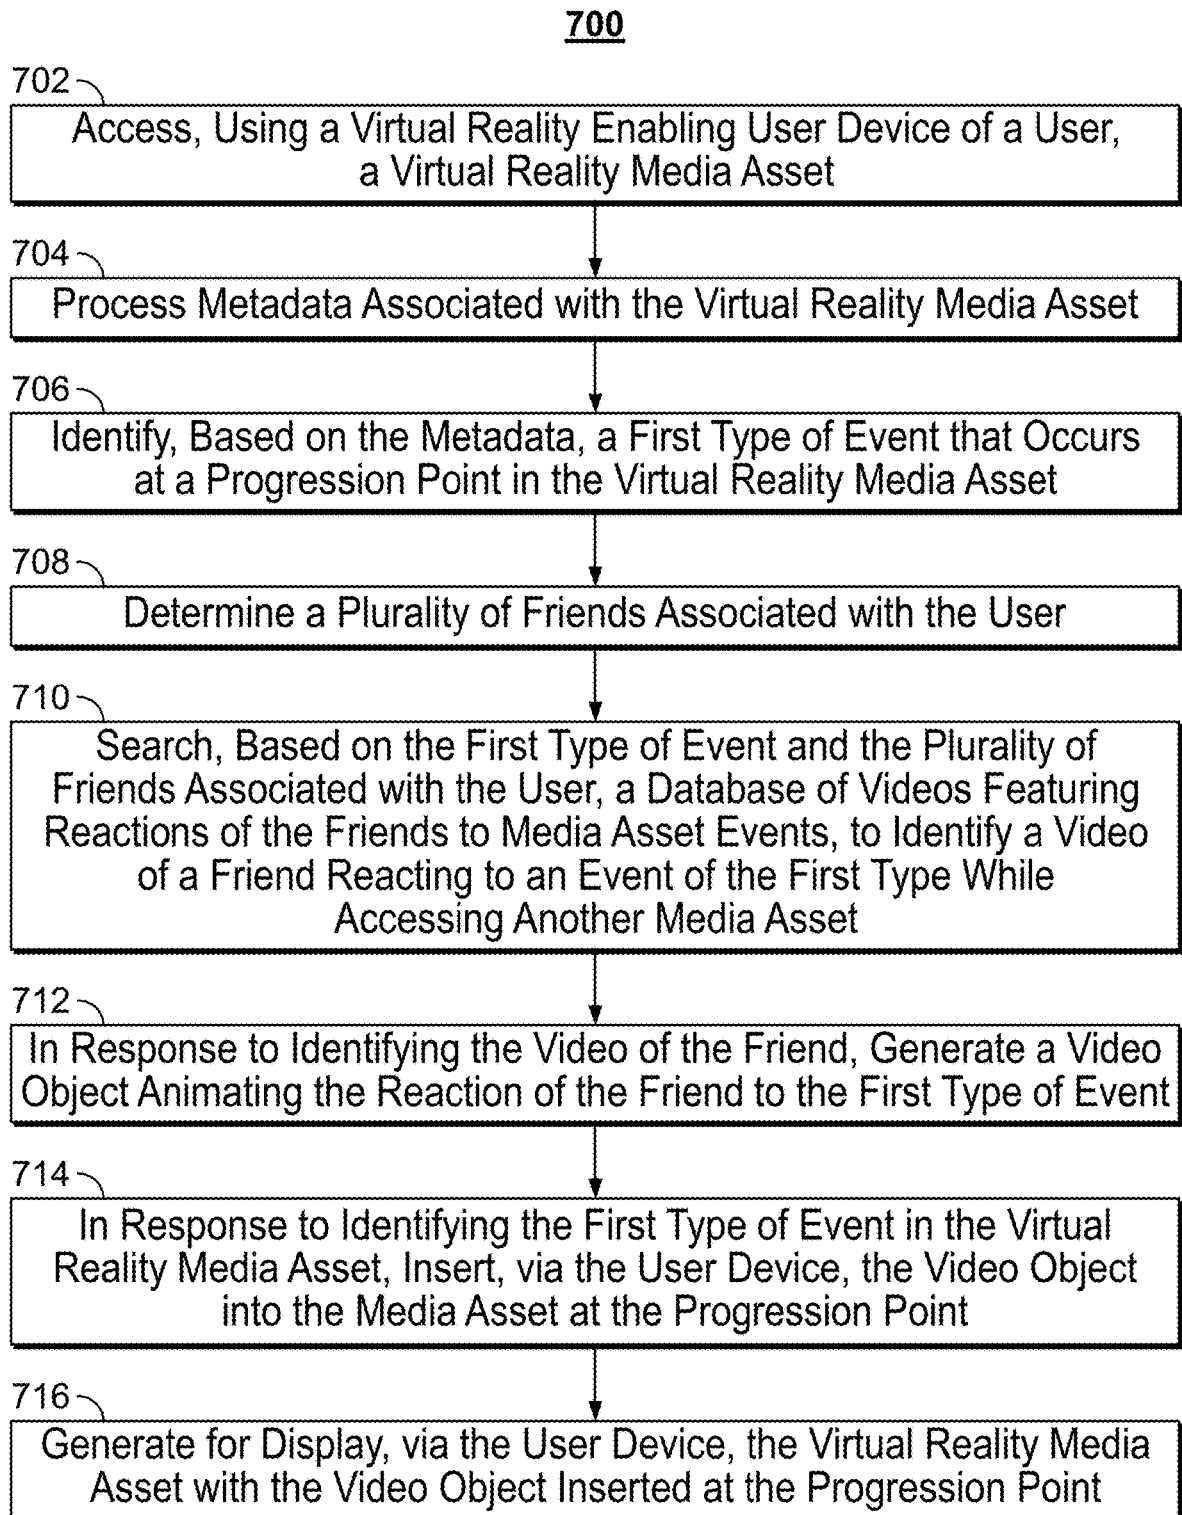 700
702
Access, Using a Virtual Reality Enabling User Device of a User,
a Virtual Reality Media Asset
704
Process Metadata Associated with the Virtual Reality Media Asset
706
Identify, Based on the Metadata, a First Type of Event that Occurs
at a Progression Point in the Virtual Reality Media Asset
708
Determine a Plurality of Friends Associated with the User
710
Search, Based on the First Type of Event and the Plurality of
Friends Associated with the User, a Database of Videos Featuring
Reactions of the Friends to Media Asset Events, to Identify a Video
of a Friend Reacting to an Event of the First Type While
Accessing Another Media Asset
712
In Response to Identifying the Video of the Friend, Generate a Video
Object Animating the Reaction of the Friend to the First Type of Event
714
In Response to Identifying the First Type of Event in the Virtual
Reality Media Asset, Insert, via the User Device, the Video Object
into the Media Asset at the Progression Point
716
Generate for Display, via the User Device, the Virtual Reality Media
Asset with the Video Object Inserted at the Progression Point